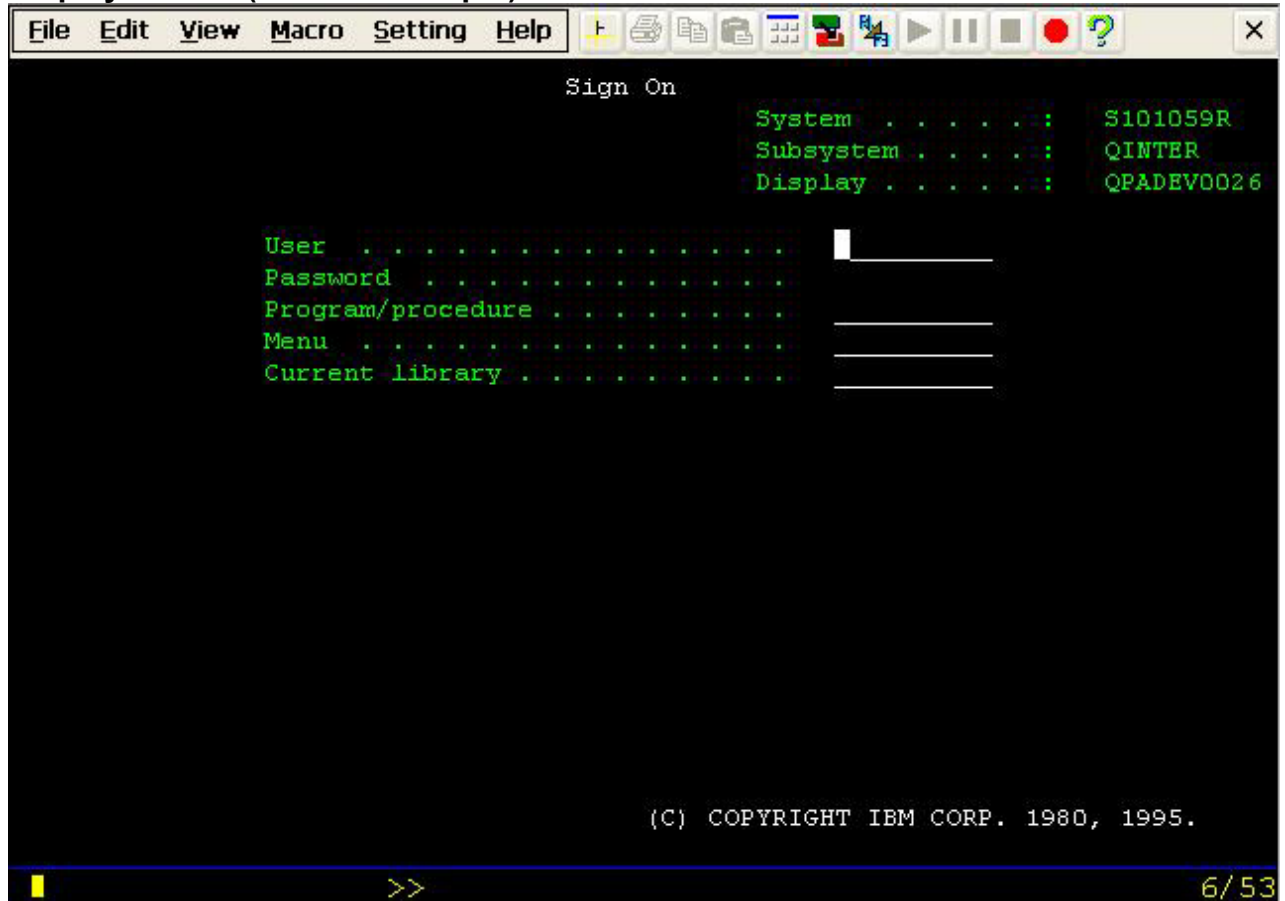 File Edit View Macro Setting Help
Sign On
System . . . . . : S101059R
Subsystem . . . . : QINTER
Display . . . . . : QPADEV0026
User . . . . . . . . . . . . . .
Password . . . . . . . . . . . .
Program/procedure . . . . . . . .
Menu . . . . . . . . . . . . . .
Current library . . . . . . . . .
(C) COPYRIGHT IBM CORP. 1980, 1995.
>> 6/53